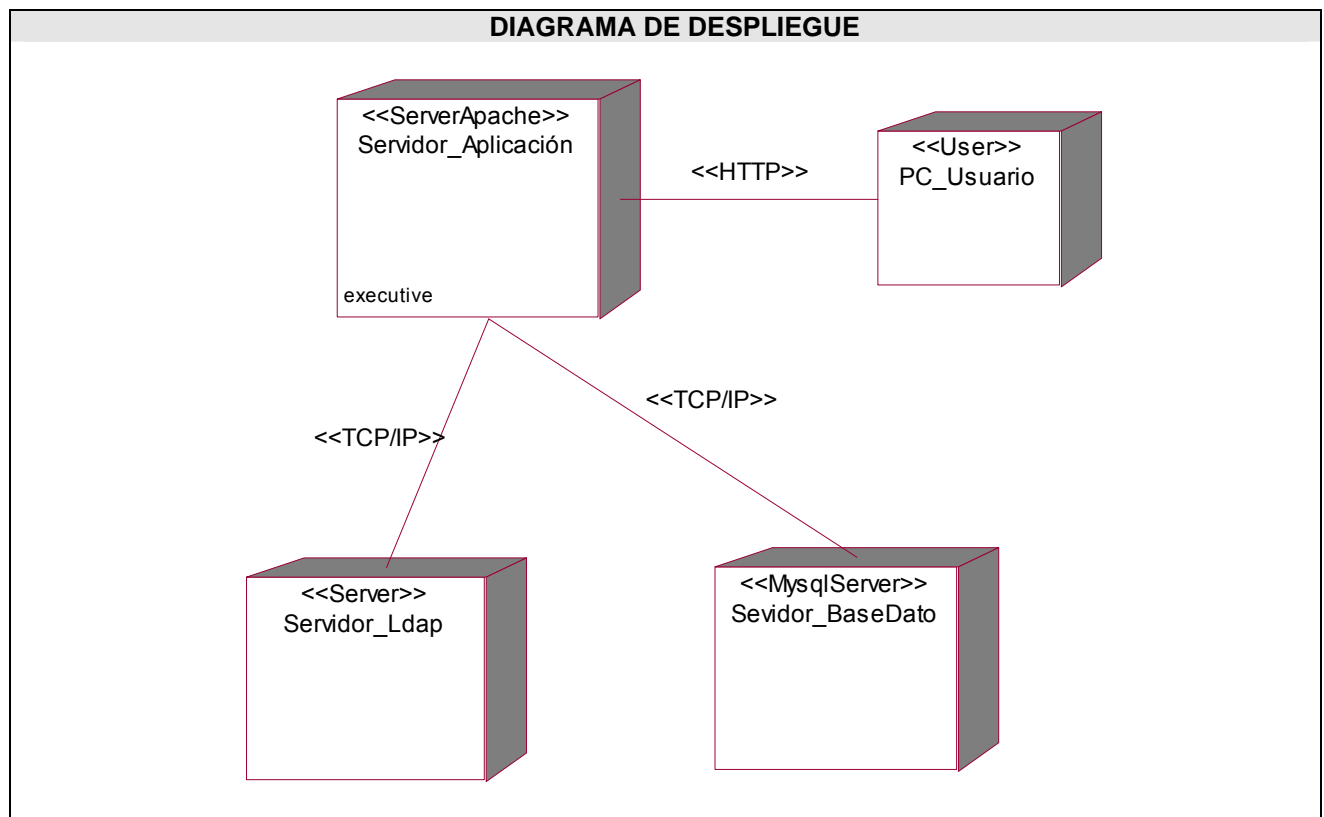 DIAGRAMA DE DESPLIEGUE
<<ServerApache>>
Servidor_Aplicación
executive
<<HTTP>>
<<User>>
PC_Usuario
<<TCP/IP>>
<<TCP/IP>>
<<Server>>
Servidor_Ldap
<<MysqlServer>>
Sevidor_BaseDato